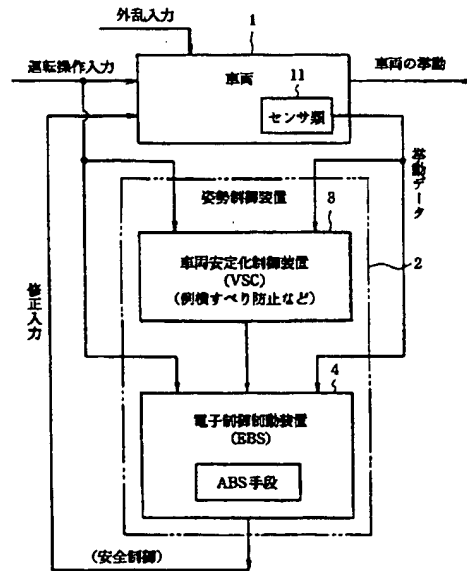 外乱入力
1
運転操作入力
車両
11
センサ類
車両の挙動
挙動データ
姿勢制御装置
3
車両安定化制御装置
(VSC)
(例横すべり防止など)
2
修正入力
4
電子制御制動装置
(EBS)
ABS手段
(安全制御)